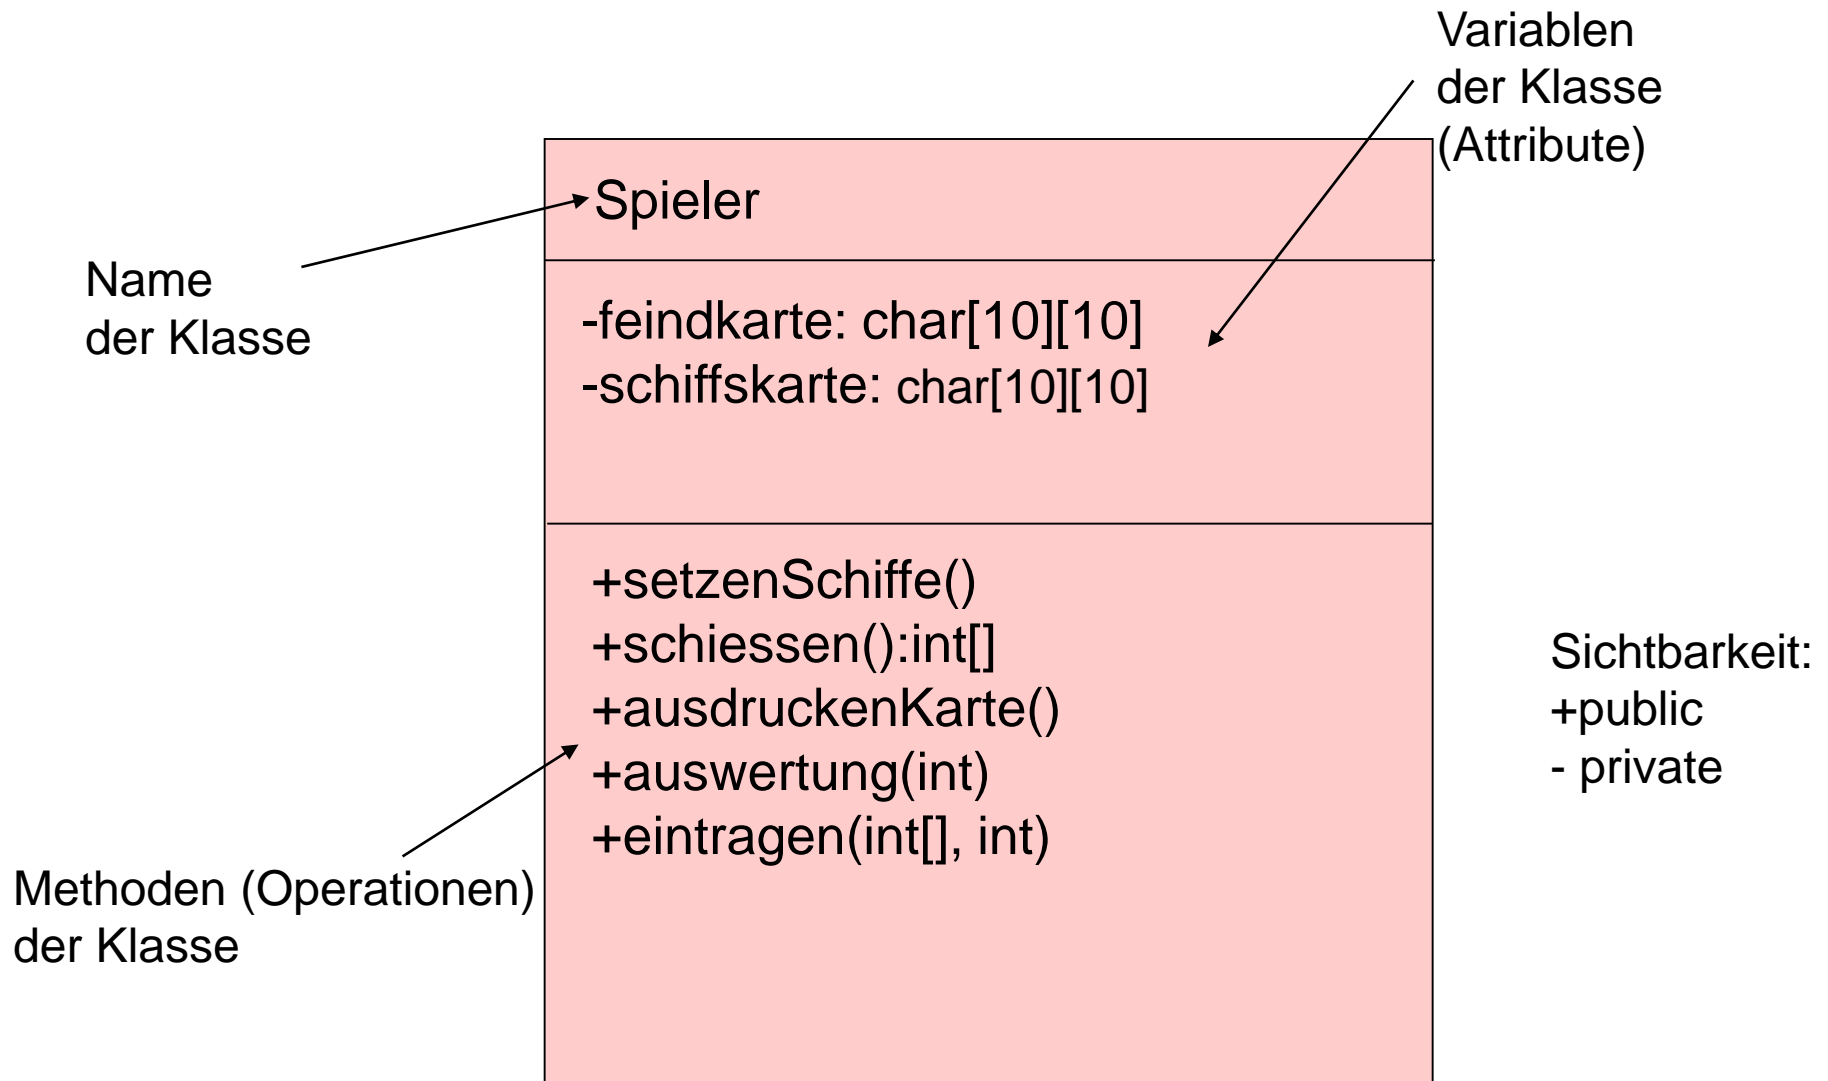 Variablen
der Klasse
(Attribute)
Spieler
Name
der Klasse
-feindkarte: char[10][10]
-schiffskarte: char[10][10]
+setzenSchiffe()
+schiessen():int[]
+ausdruckenKarte()
+auswertung(int)
+eintragen(int[], int)
Sichtbarkeit:
+public
- private
Methoden (Operationen)
der Klasse